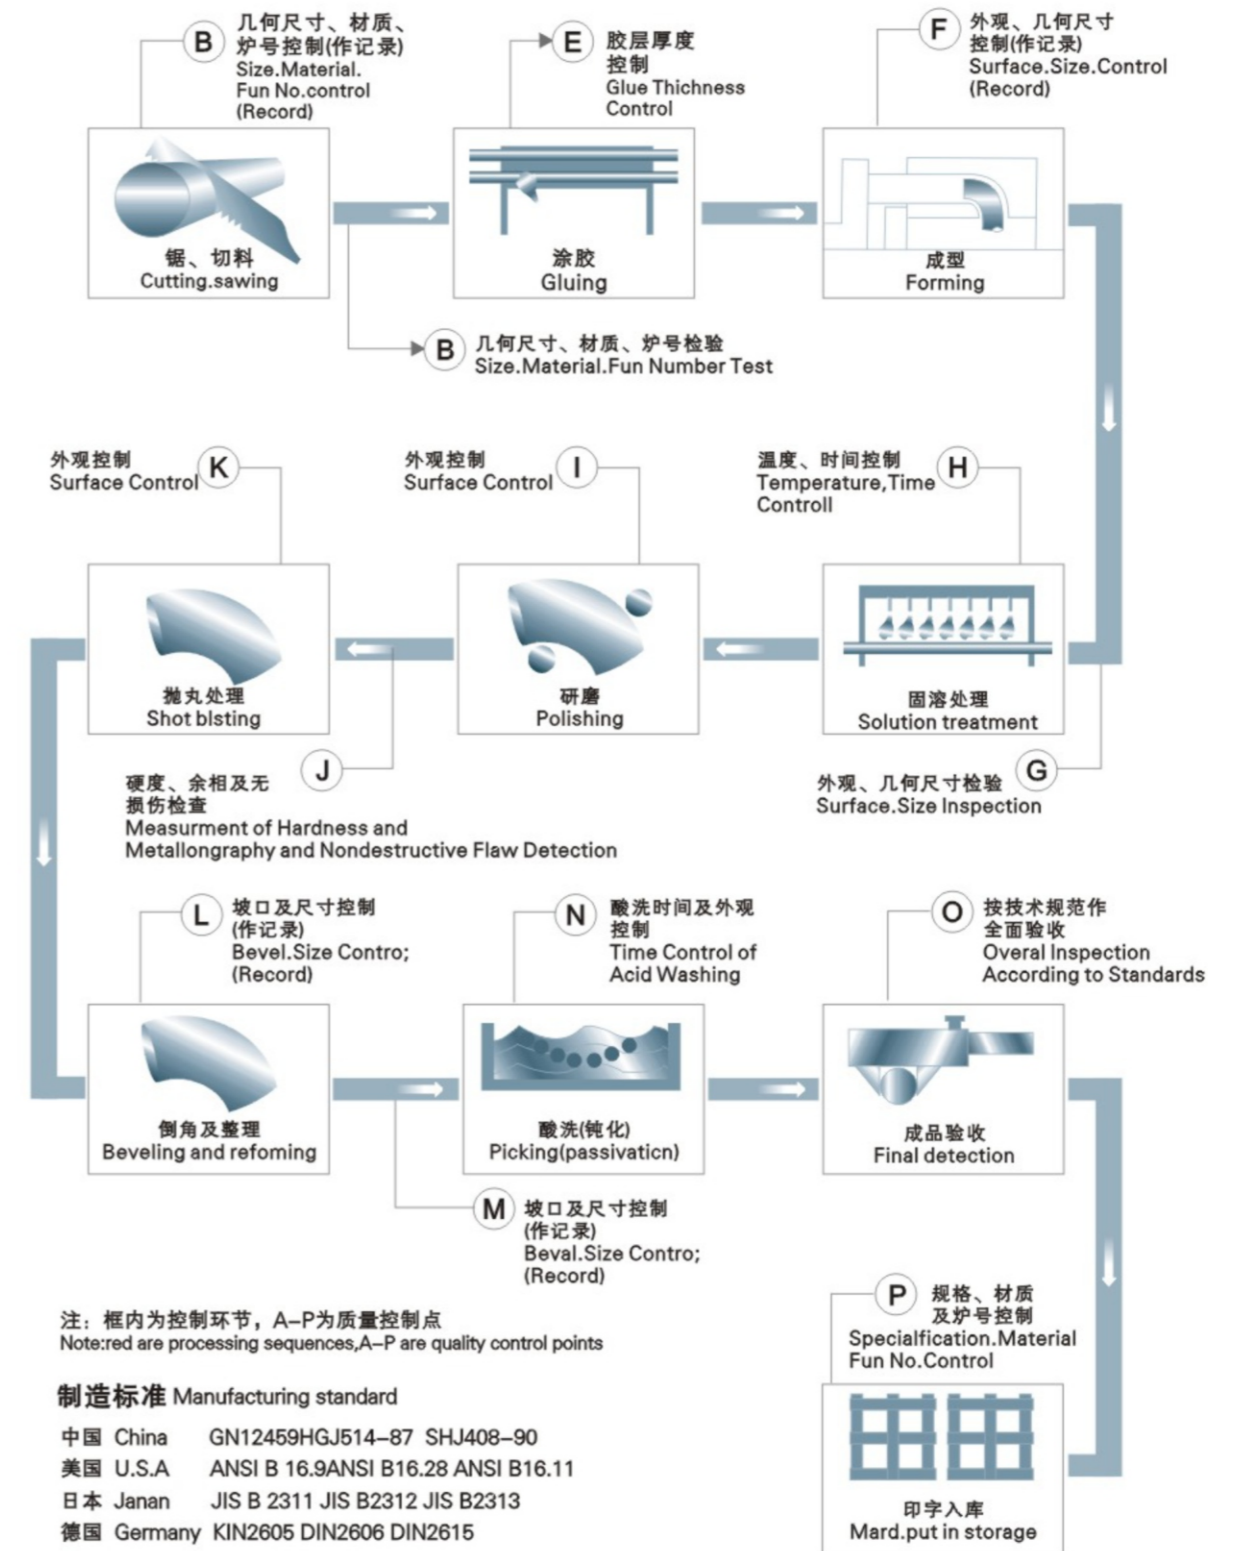 B
几何尺寸、材质、
炉号控制(作记录)
Size.Material.
Fun No.control
(Record)
E
胶层厚度
控制
Glue Thichness
Control
F
外观、几何尺寸
控制(作记录)
Surface.Size.Control
(Record)
锯、切料
Cutting.sawing
涂胶
Gluing
成型
Forming
B
几何尺寸、材质、炉号检验
Size.Material.Fun Number Test
外观控制
Surface Control
K
外观控制
Surface Control
I
温度、时间控制
Temperature,Time
Controll
H
抛丸处理
Shot blsting
研磨
Polishing
固溶处理
Solution treatment
J
硬度、余相及无
损伤检查
Measurment of Hardness and
Metallongraphy and Nondestructive Flaw Detection
G
外观、几何尺寸检验
Surface.Size Inspection
L
坡口及尺寸控制
(作记录)
Bevel.Size Contro;
(Record)
N
酸洗时间及外观
控制
Time Control of
Acid Washing
O
按技术规范作
全面验收
Overal Inspection
According to Standards
倒角及整理
Beveling and refoming
酸洗(钝化)
Picking(passivaticn)
成品验收
Final detection
M
坡口及尺寸控制
(作记录)
Beval.Size Contro;
(Record)
P
规格、材质
及炉号控制
Specialfication.Material
Fun No.Control
印字入库
Mard.put in storage
注：框内为控制环节，A–P为质量控制点
Note:red are processing sequences,A–P are quality control points
制造标准 Manufacturing standard
中国 China GN12459HGJ514–87 SHJ408–90
美国 U.S.A ANSI B 16.9ANSI B16.28 ANSI B16.11
日本 Janan JIS B 2311 JIS B2312 JIS B2313
德国 Germany KIN2605 DIN2606 DIN2615